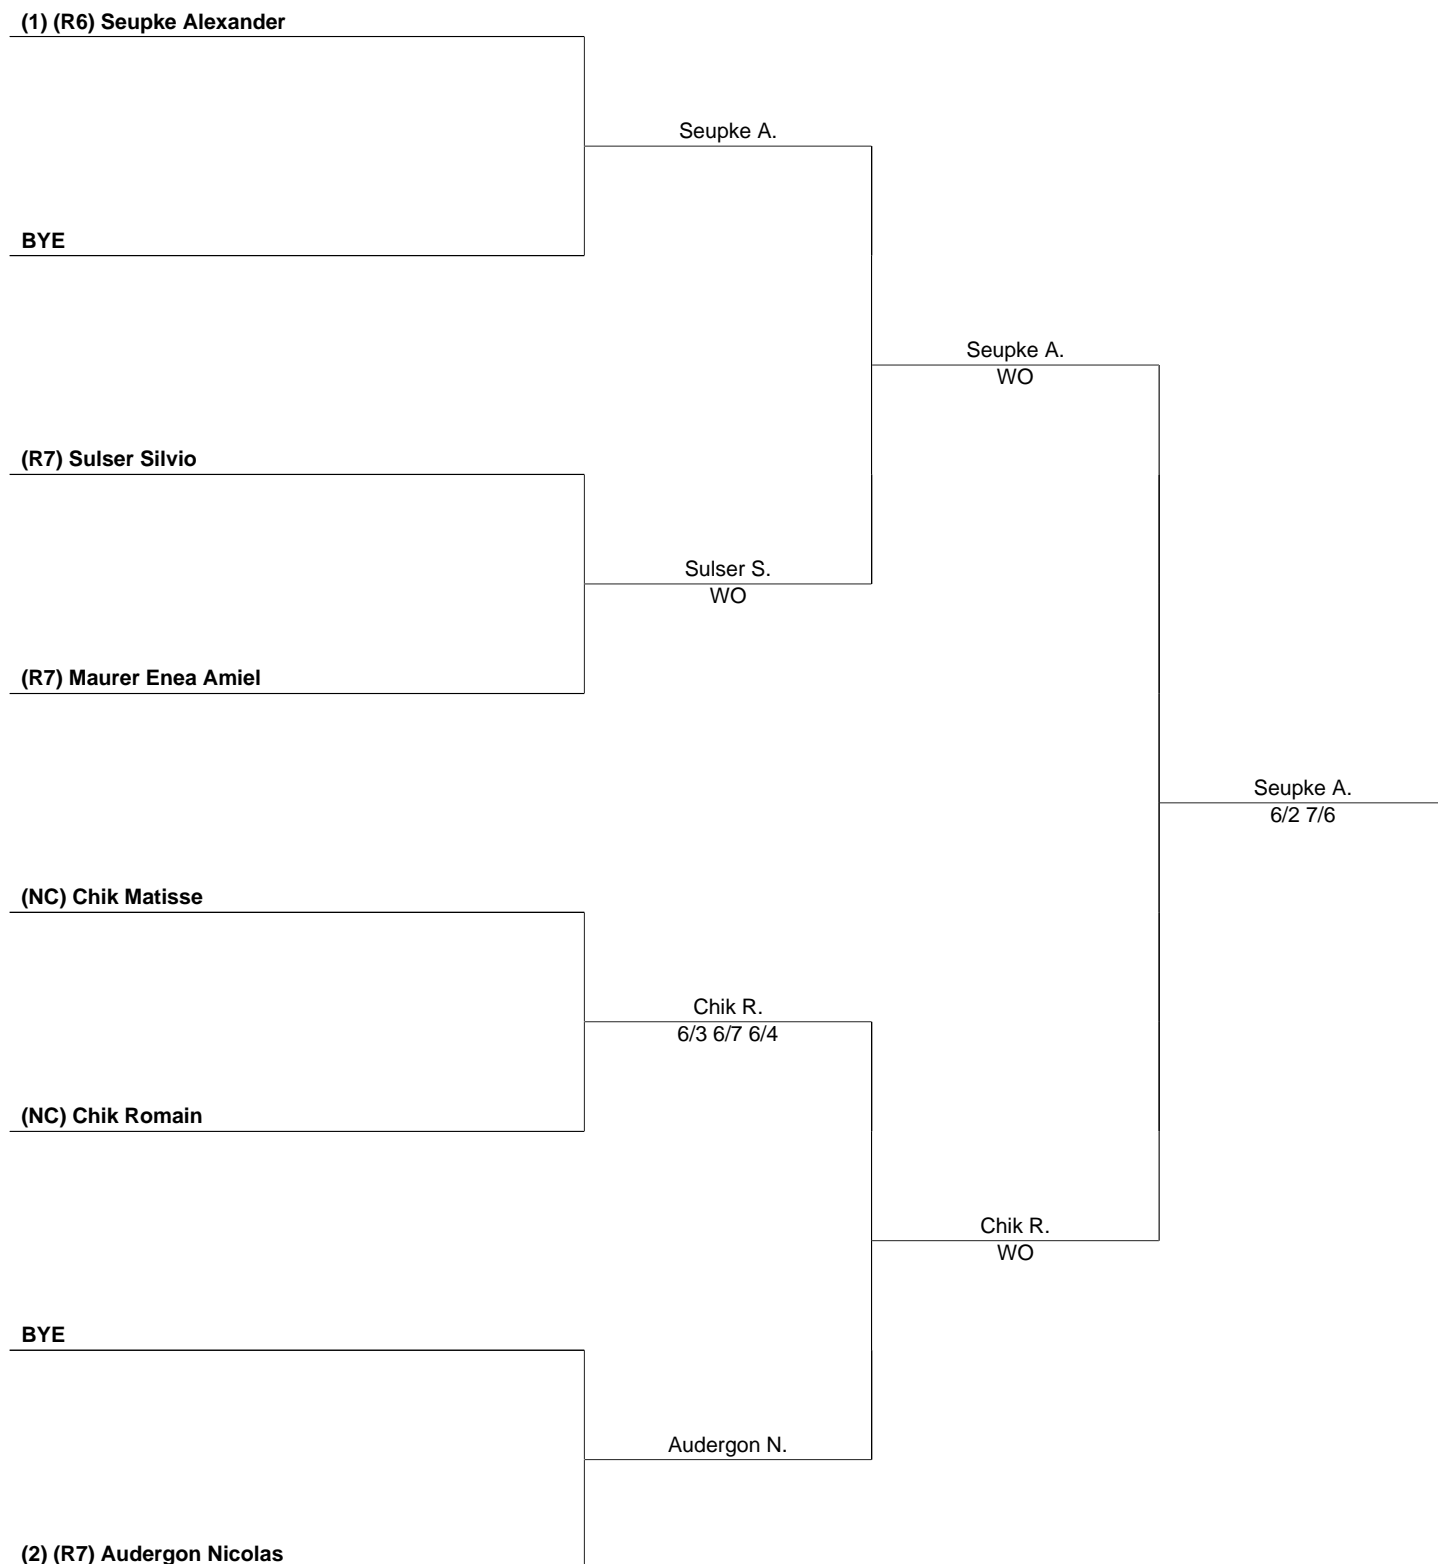 (1) (R6) Seupke Alexander
Seupke A.
BYE
Seupke A.
WO
(R7) Sulser Silvio
Sulser S.
WO
(R7) Maurer Enea Amiel
Seupke A.
6/2 7/6
(NC) Chik Matisse
Chik R.
6/3 6/7 6/4
(NC) Chik Romain
Chik R.
WO
BYE
Audergon N.
(2) (R7) Audergon Nicolas